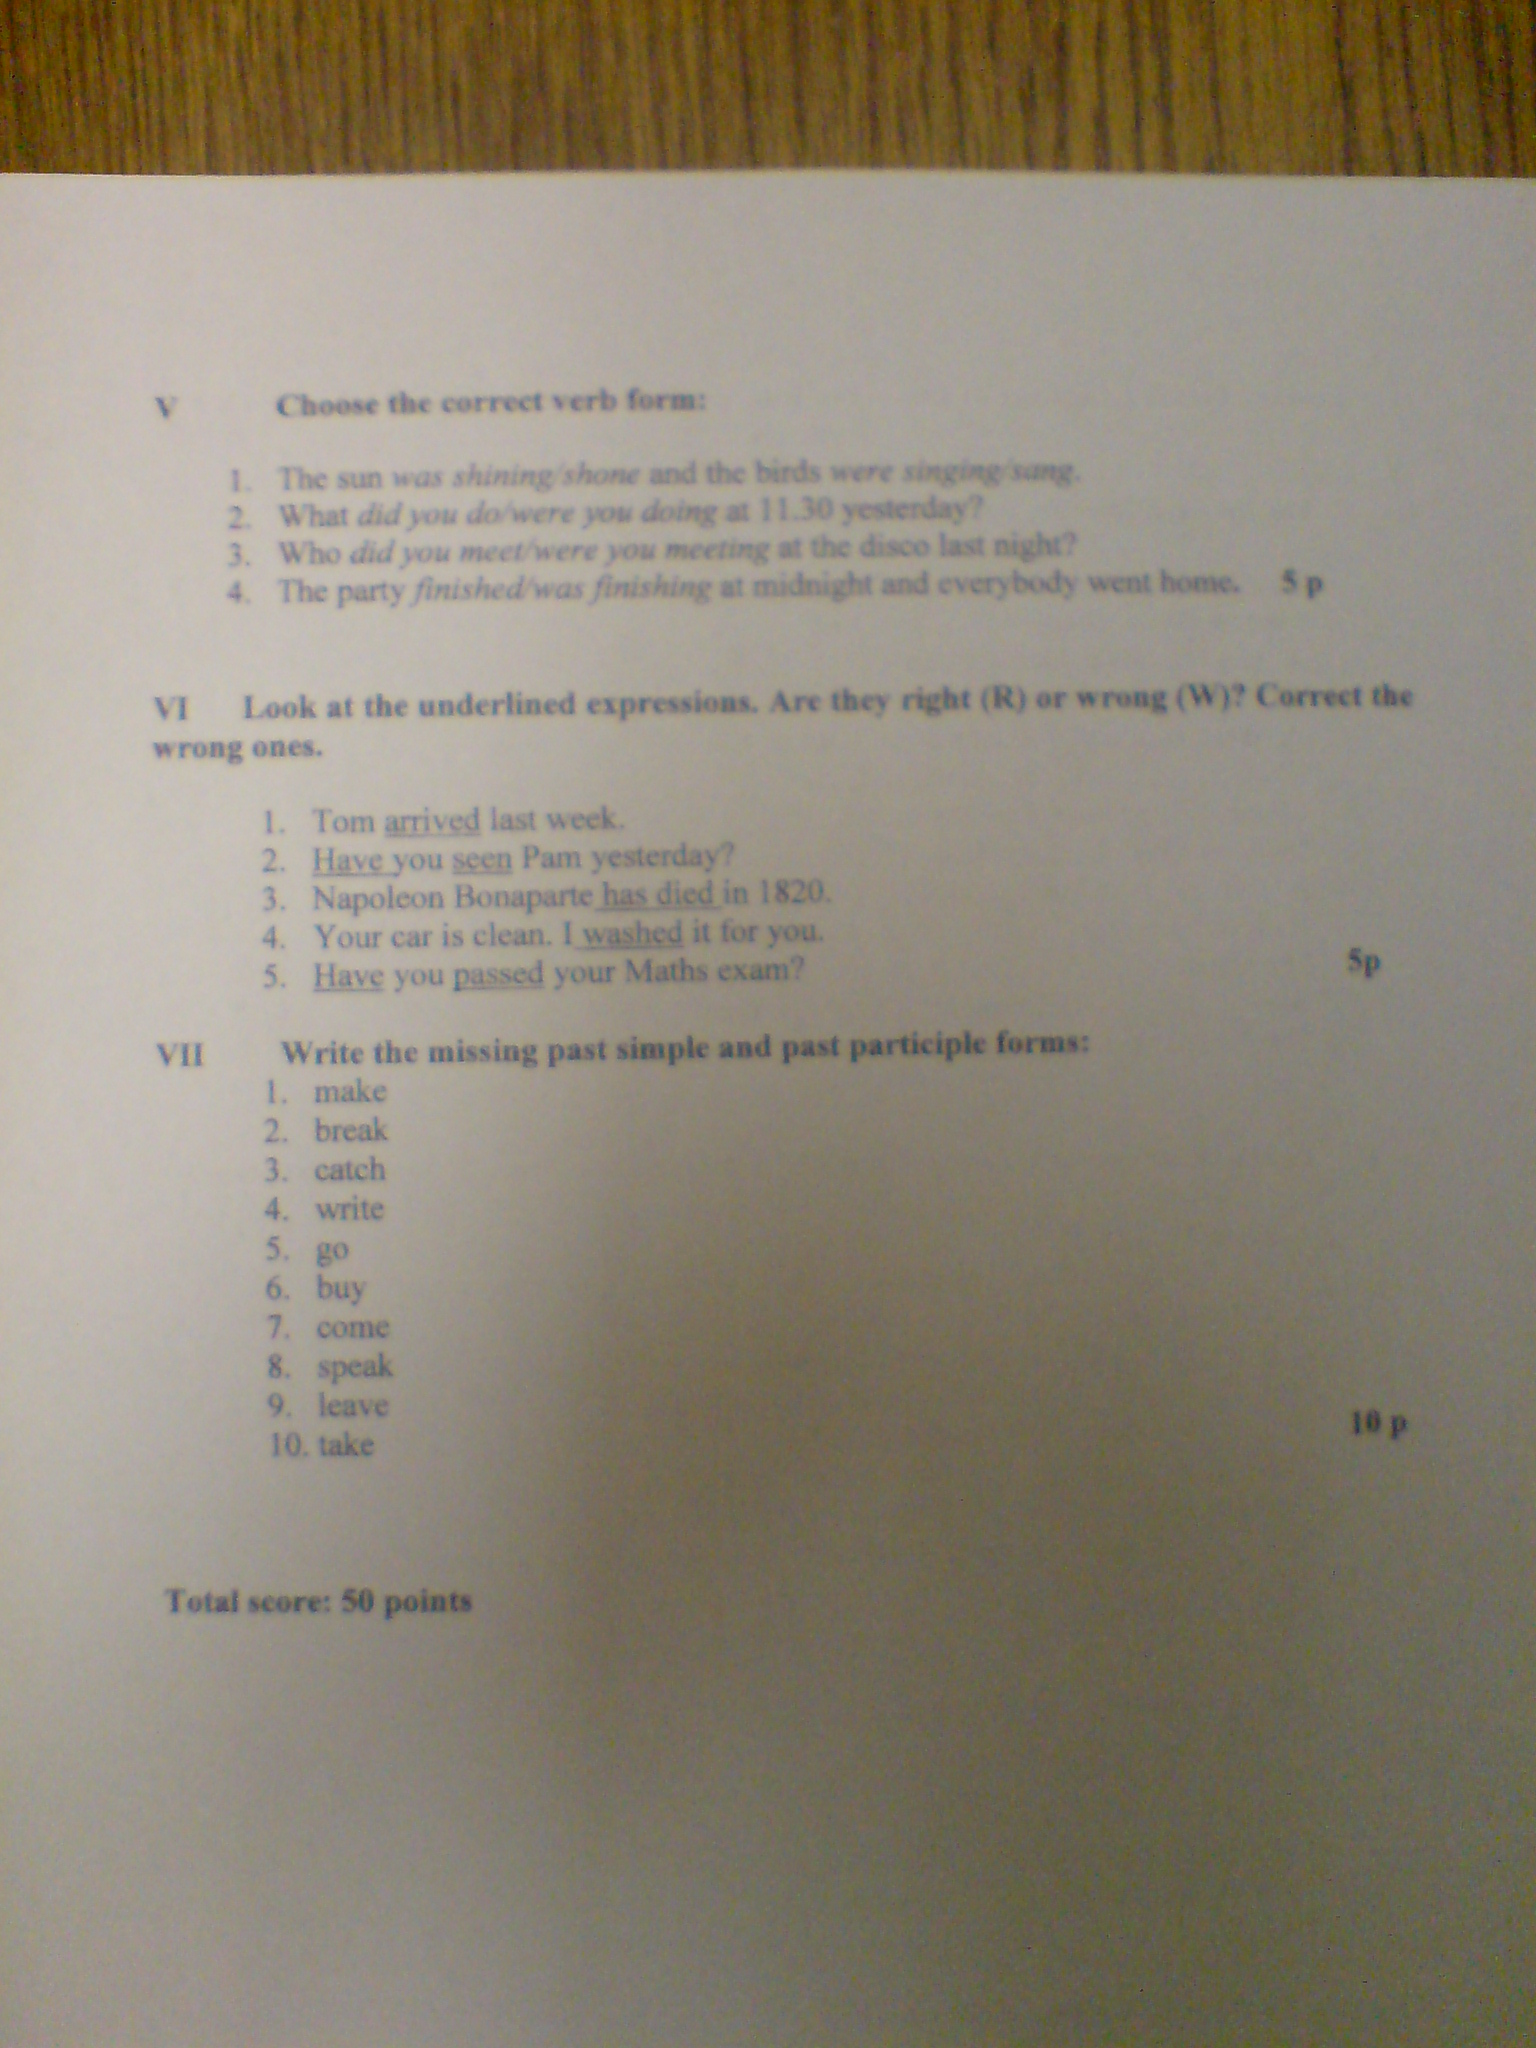 V Choose the correct verb form:
1. The sun was shining/shone and the birds were singing/sang.
2. What did you do/were you doing at 11.30 yesterday?
3. Who did you meet/were you meeting at the disco last night?
4. The party finished/was finishing at midnight and everybody went home. 5 p
VI Look at the underlined expressions. Are they right (R) or wrong (W)? Correct the
wrong ones.
1. Tom arrived last week.
2. Have you seen Pam yesterday?
3. Napoleon Bonaparte has died in 1820.
4. Your car is clean. I washed it for you.
5. Have you passed your Maths exam? 5p
VII Write the missing past simple and past participle forms:
1. make
2. break
3. catch
4. write
5. go
6. buy
7. come
8. speak
9. leave
10. take 10 p
Total score: 50 points